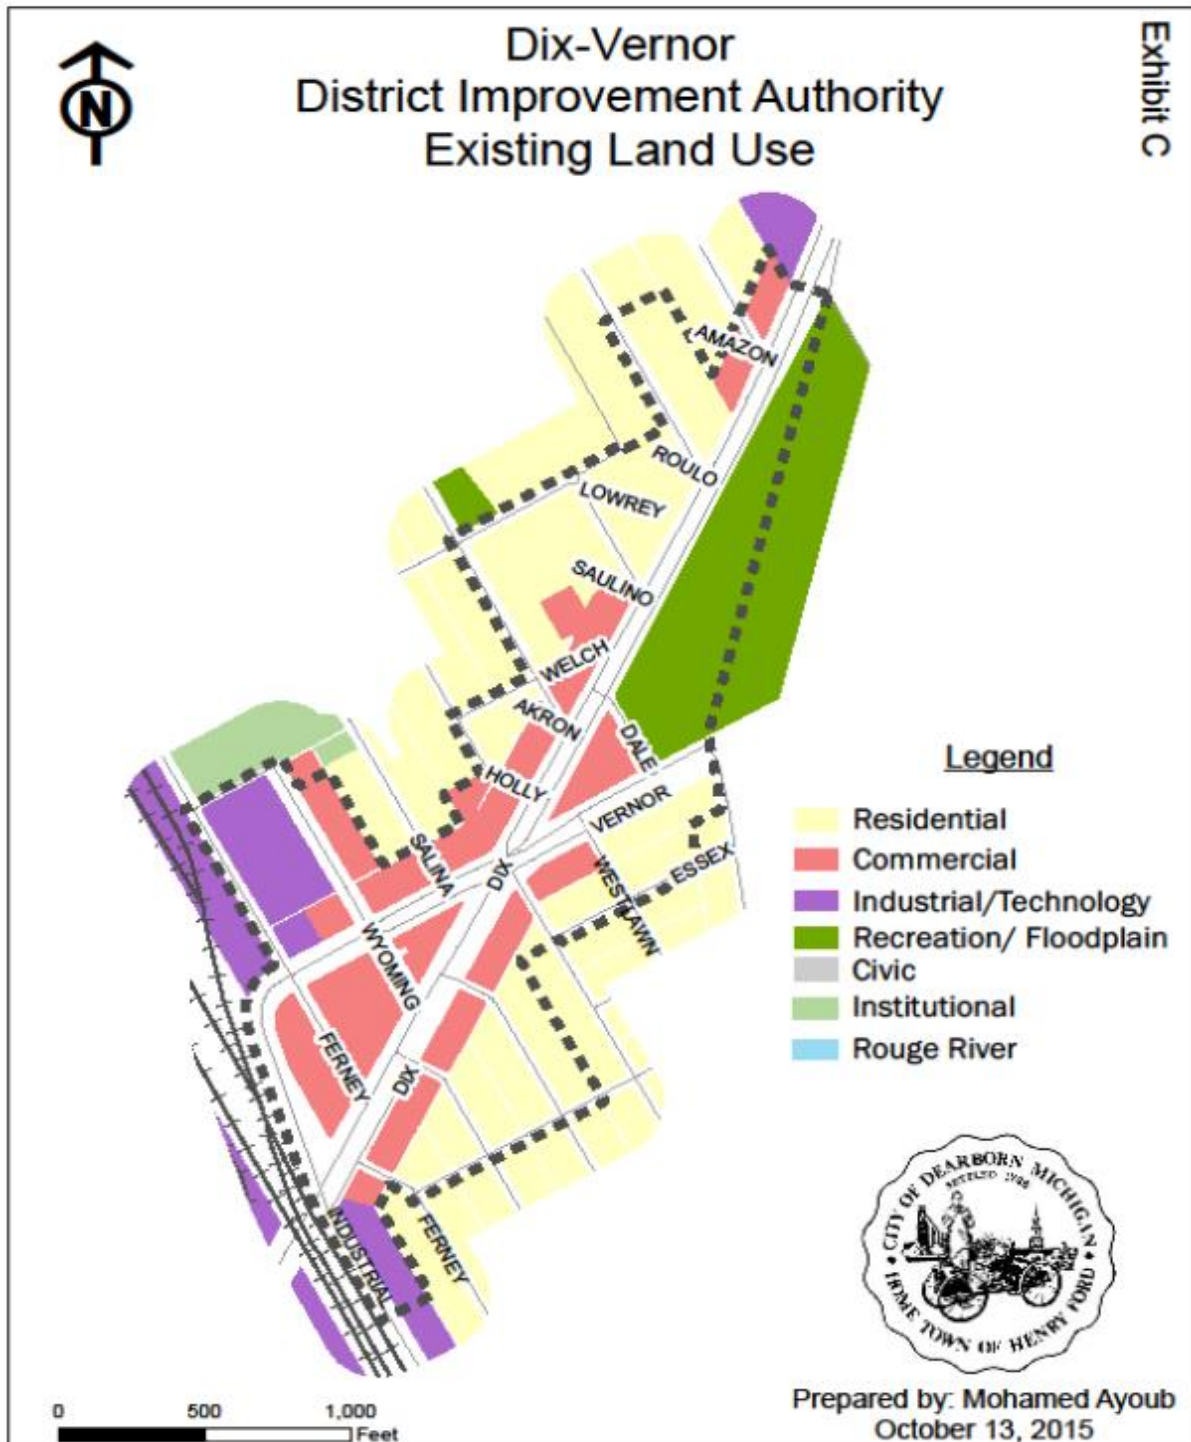 Dix-Vernor
District Improvement Authority
Existing Land Use
Exhibit C
N
AMAZON
ROULO
LOWREY
SAULINO
WELCH
AKRON
DALE
HOLLY
VERNOR
SALINA
DIX
WESTLAWN
ESSEX
WYOMING
FERNEY
DIX
INDUSTRIAL
FERNEY
Legend
Residential
Commercial
Industrial/Technology
Recreation/ Floodplain
Civic
Institutional
Rouge River
CITY OF DEARBORN MICHIGAN
SETTLED 1786
HOME TOWN OF HENRY FORD
Prepared by: Mohamed Ayoub
October 13, 2015
0 500 1,000
Feet